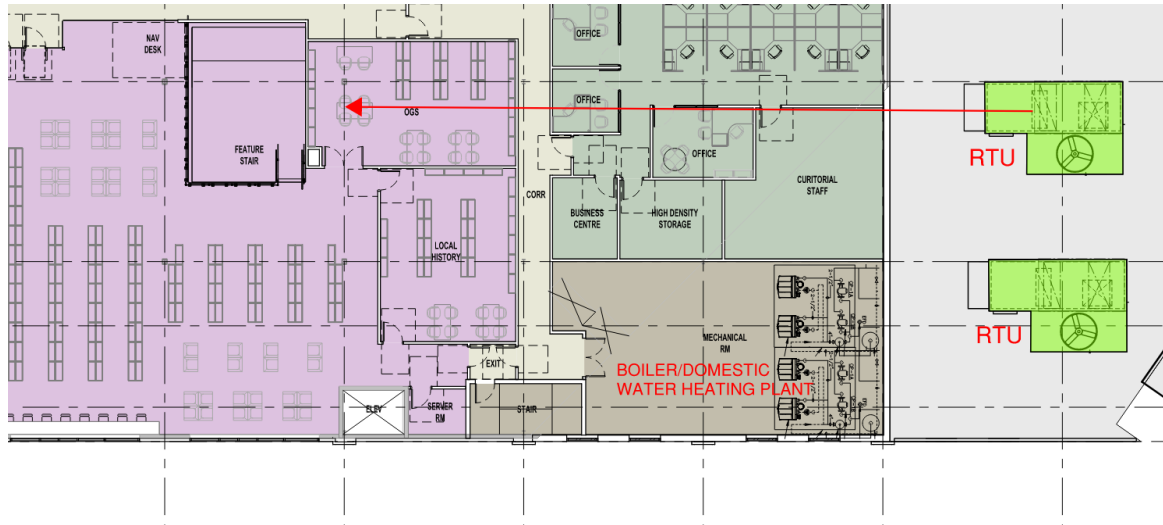 NAV
DESK
OFFICE
OFFICE
OGS
FEATURE
STAIR
OFFICE
RTU
CORR
CURITORIAL
STAFF
BUSINESS
CENTRE
HIGH DENSITY
STORAGE
LOCAL
HISTORY
MECHANICAL
RM
RTU
EXIT
BOILER/DOMESTIC
WATER HEATING PLANT
ELEV
SERVER
RM
STAIR